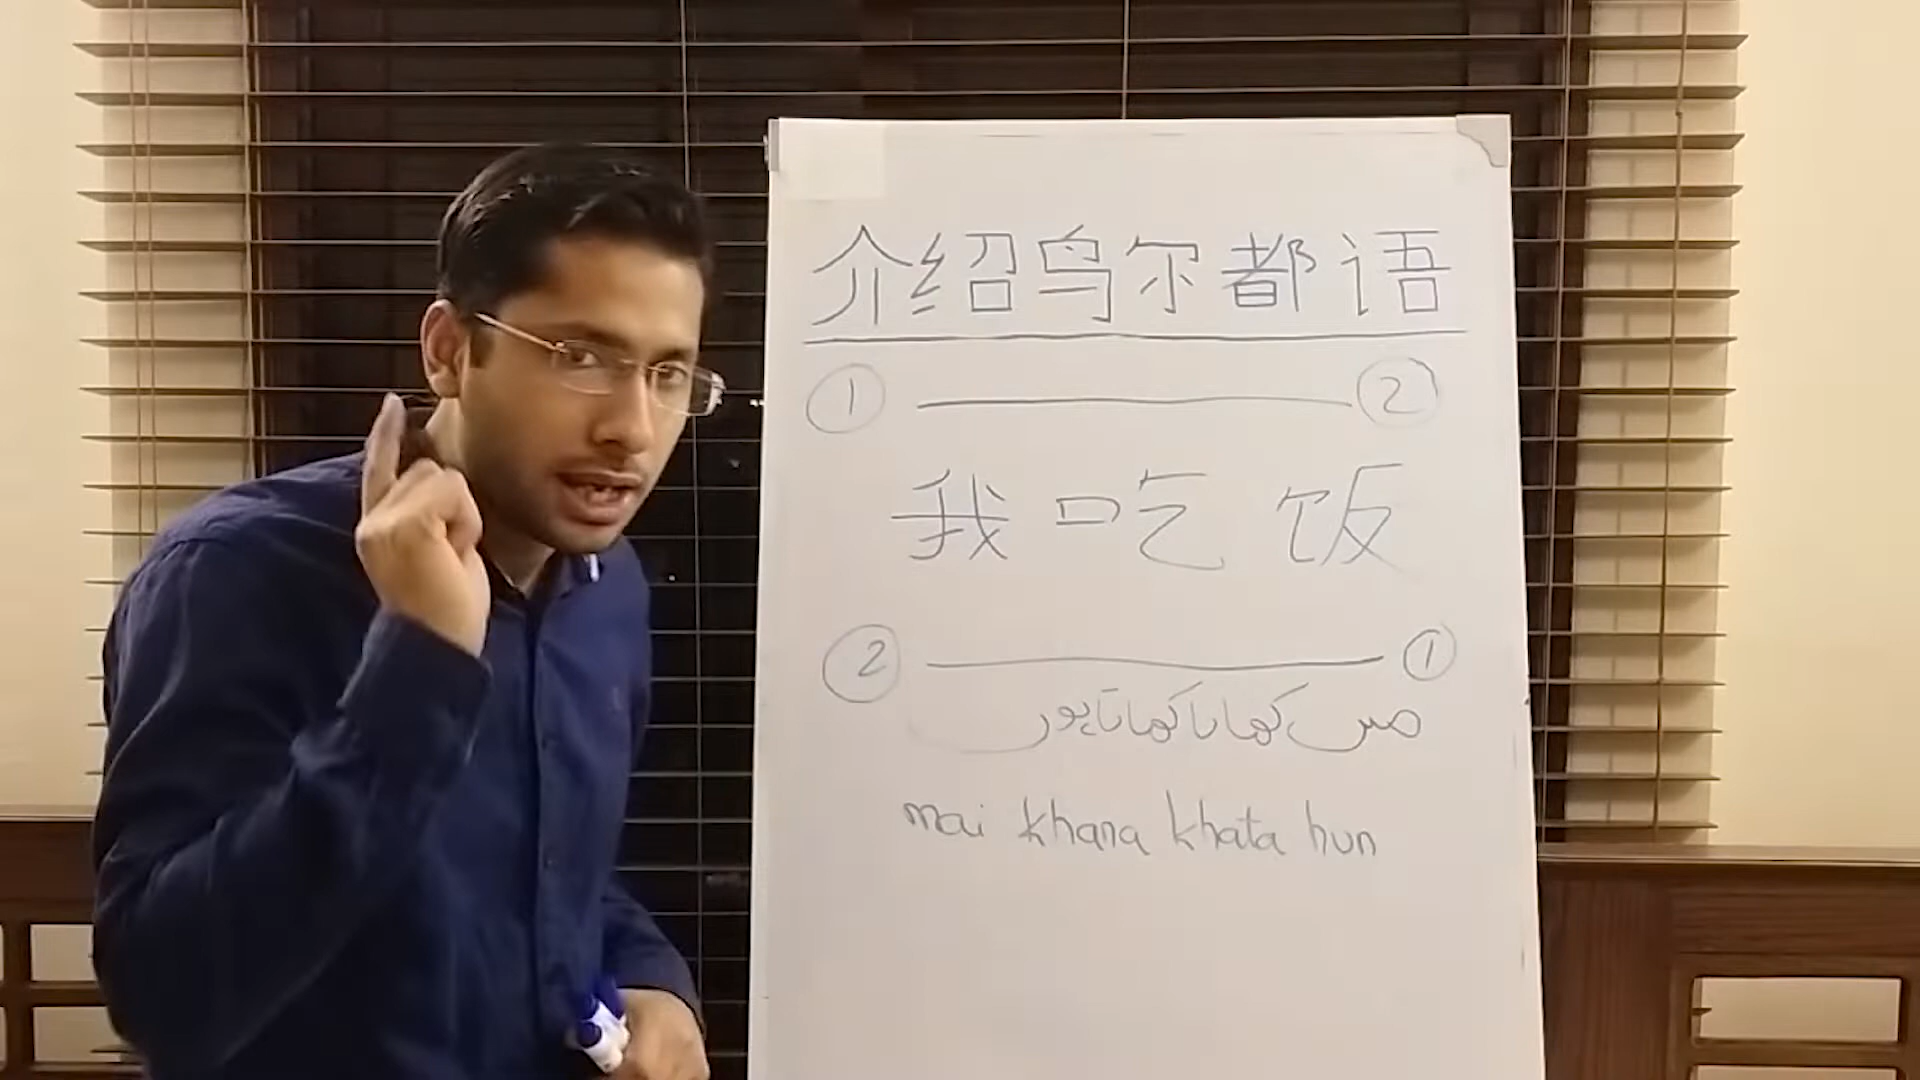 介绍乌尔都语
1 2
我 吃 饭
2 1
میں کھانا کھاتا ہوں
mai khana khata hun